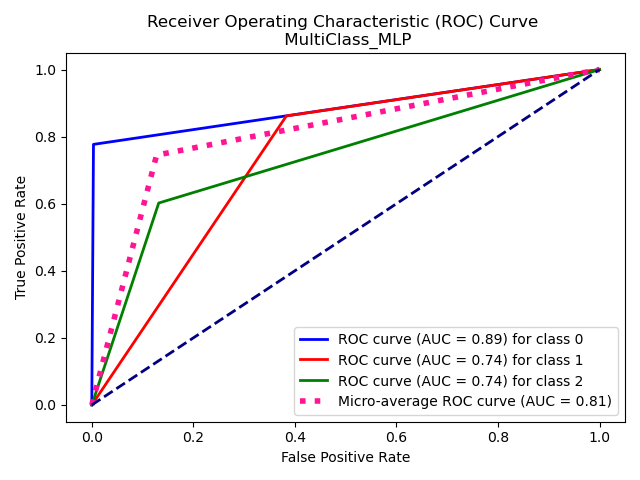 Receiver Operating Characteristic (ROC) Curve
MultiClass_MLP
1.0
0.8
0.6
0.4
0.2
0.0
True Positive Rate
ROC curve (AUC = 0.89) for class 0
ROC curve (AUC = 0.74) for class 1
ROC curve (AUC = 0.74) for class 2
Micro-average ROC curve (AUC = 0.81)
0.0 0.2 0.4 0.6 0.8 1.0
False Positive Rate